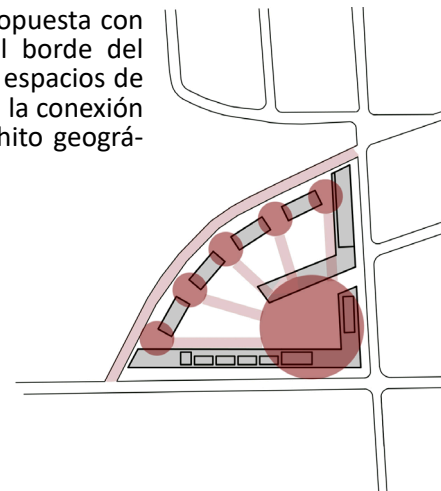 opuesta con
l borde del
espacios de
la conexión
hito geográ-